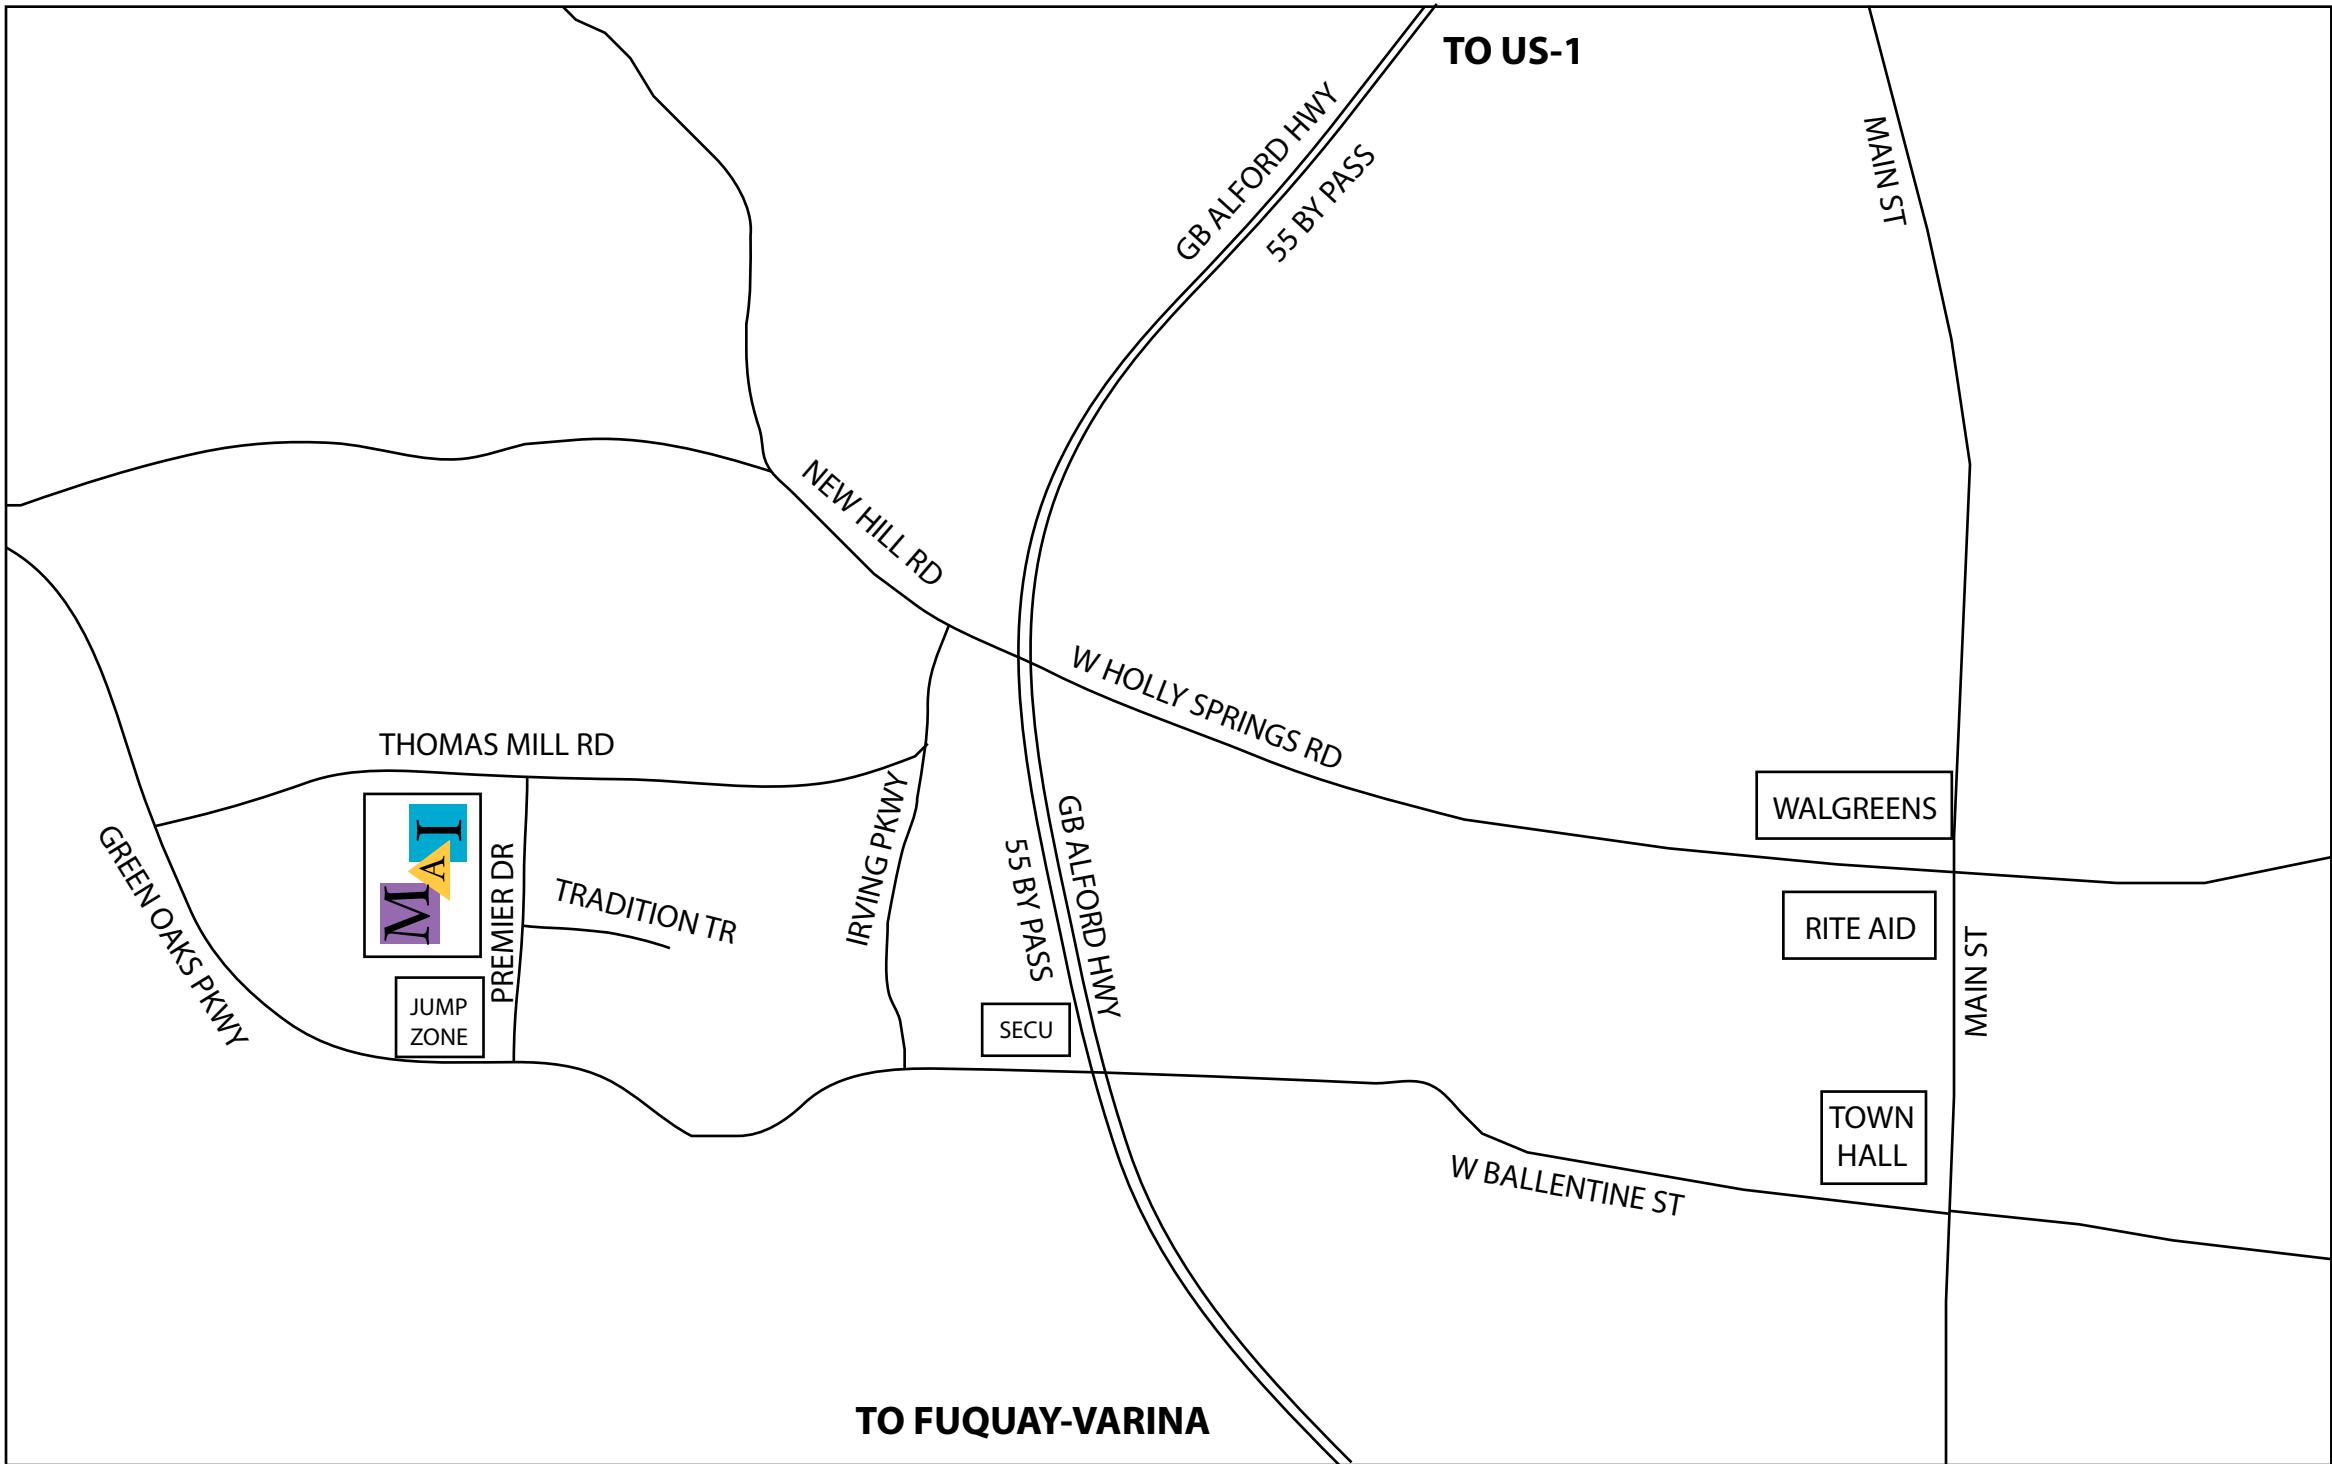 TO US-1
GB ALFORD HWY
55 BY PASS
MAIN ST
NEW HILL RD
W HOLLY SPRINGS RD
THOMAS MILL RD
WALGREENS
M A I
PREMIER DR
GREEN OAKS PKWY
TRADITION TR
IRVING PKWY
55 BY PASS
GB ALFORD HWY
RITE AID
MAIN ST
JUMP
ZONE
SECU
TOWN
HALL
W BALLENTINE ST
TO FUQUAY-VARINA